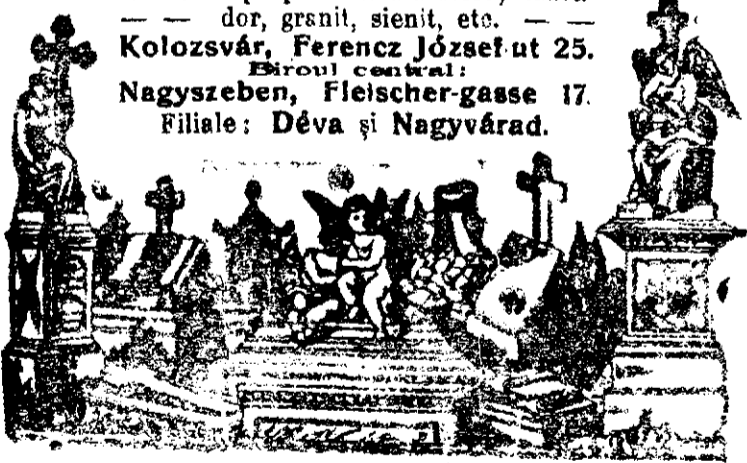 — — dor, granit, sienit, etc. — —
Kolozsvár, Ferencz József ut 25.
Biroul central:
Nagyszeben, Fleischer-gasse 17.
Filiale: Déva și Nagyvárad.